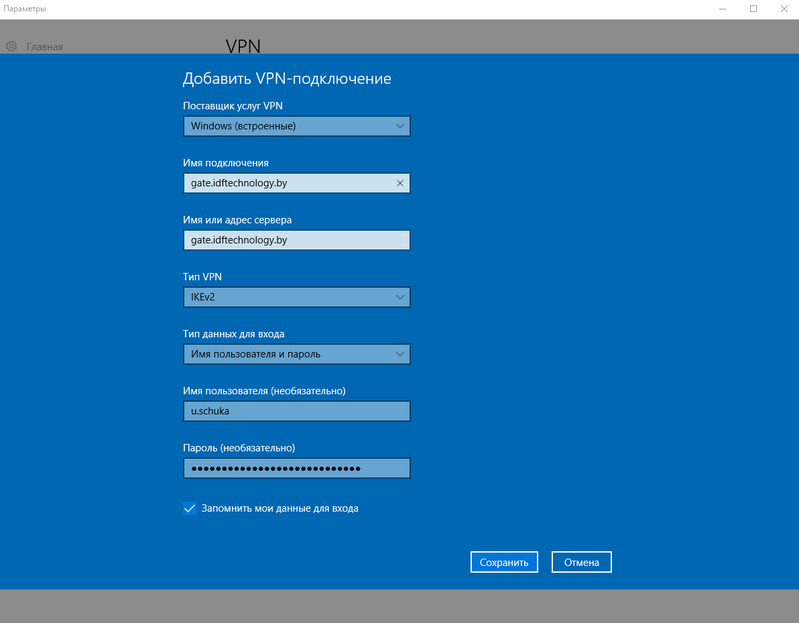 Параметры
Главная
VPN
Добавить VPN-подключение
Поставщик услуг VPN
Windows (встроенные)
Имя подключения
gate.idftechnology.by
Имя или адрес сервера
gate.idftechnology.by
Тип VPN
IKEv2
Тип данных для входа
Имя пользователя и пароль
Имя пользователя (необязательно)
u.schuka
Пароль (необязательно)
••••••••••••••••••••••••••••
Запомнить мои данные для входа
Сохранить
Отмена